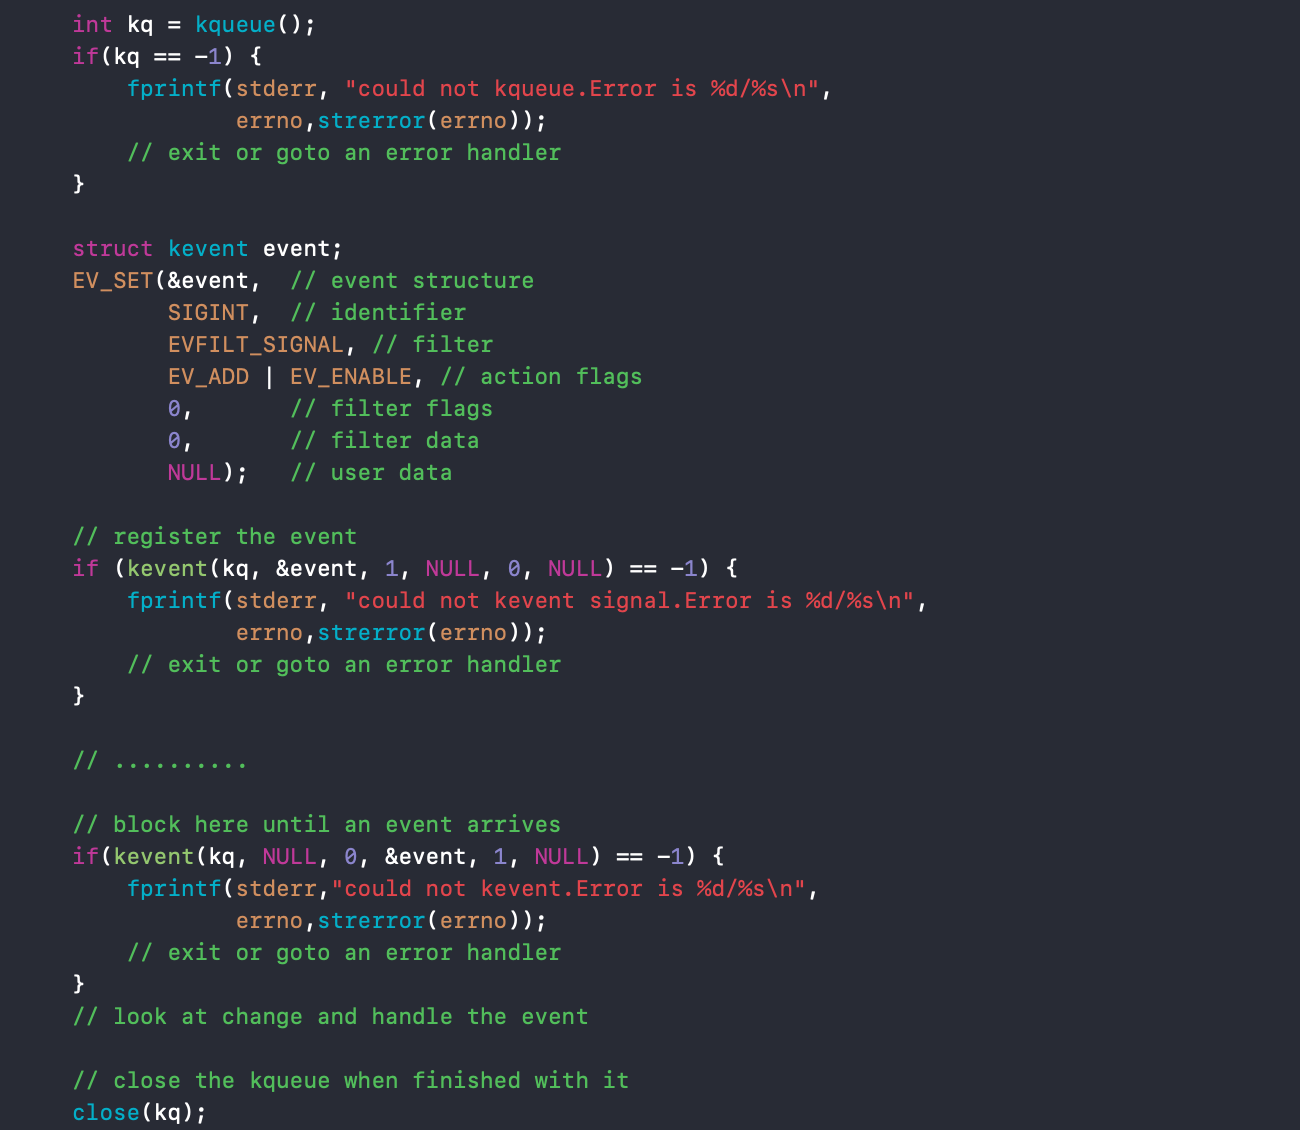 int kq = kqueue();
if(kq == -1) {
    fprintf(stderr, "could not kqueue.Error is %d/%s\n",
            errno,strerror(errno));
    // exit or goto an error handler
}

struct kevent event;
EV_SET(&event,  // event structure
       SIGINT,  // identifier
       EVFILT_SIGNAL, // filter
       EV_ADD | EV_ENABLE, // action flags
       0,       // filter flags
       0,       // filter data
       NULL);   // user data

// register the event
if (kevent(kq, &event, 1, NULL, 0, NULL) == -1) {
    fprintf(stderr, "could not kevent signal.Error is %d/%s\n",
            errno,strerror(errno));
    // exit or goto an error handler
}

// ..........

// block here until an event arrives
if(kevent(kq, NULL, 0, &event, 1, NULL) == -1) {
    fprintf(stderr,"could not kevent.Error is %d/%s\n",
            errno,strerror(errno));
    // exit or goto an error handler
}
// look at change and handle the event

// close the kqueue when finished with it
close(kq);